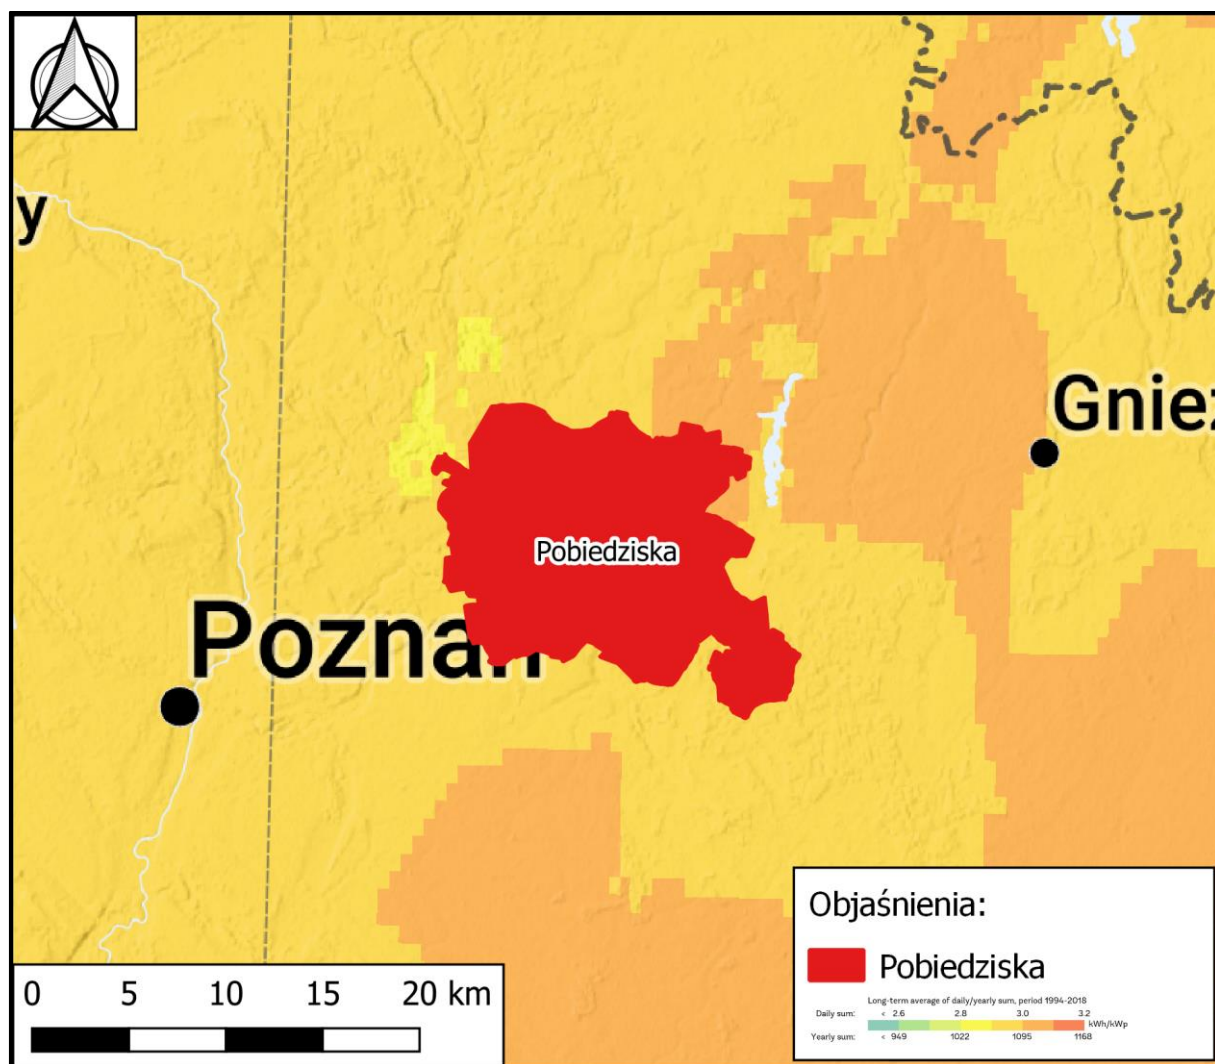 y
Gniez
Pobiedziska
Poznań
Objaśnienia:
Pobiedziska
Long-term average of daily/yearly sum, period 1994-2018
Daily sum: < 2.6 2.8 3.0 3.2
kWh/kWp
Yearly sum: < 949 1022 1095 1168
0 5 10 15 20 km